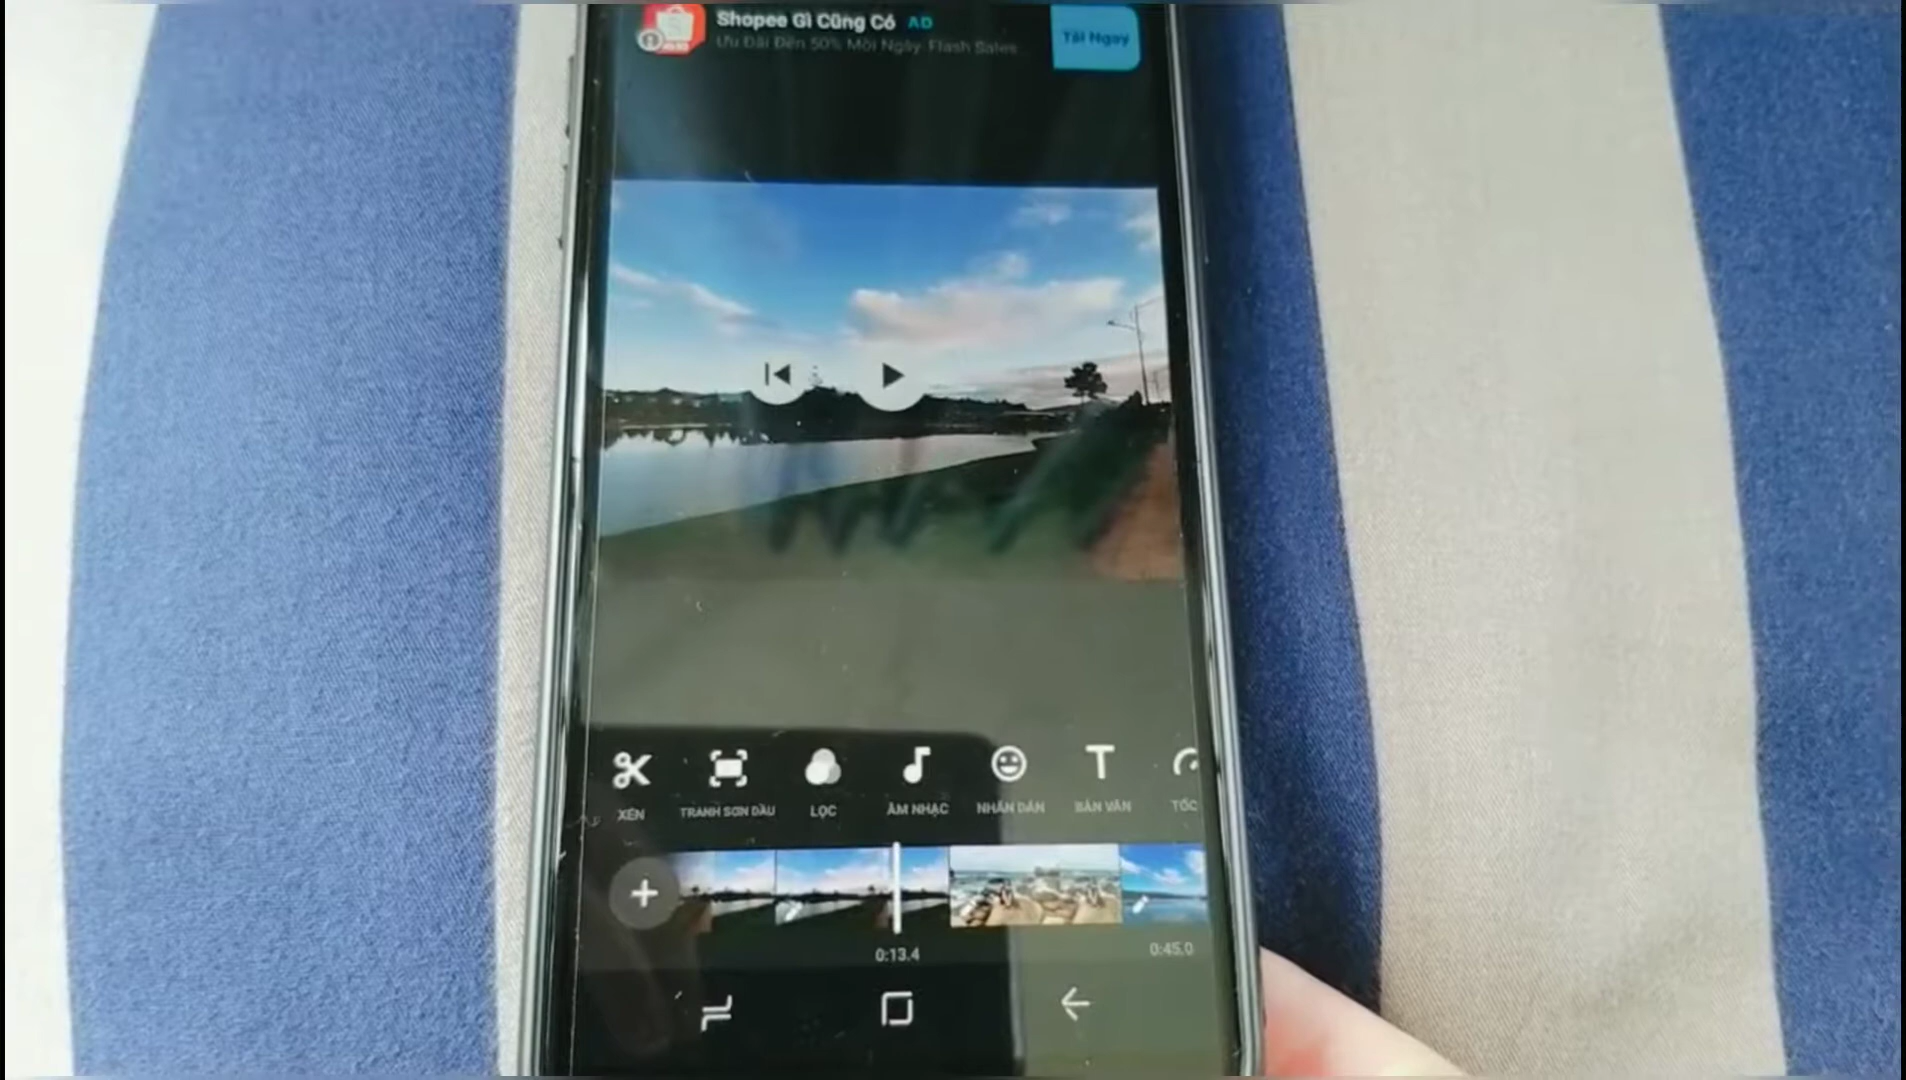 Shopee Gì Cũng Có AD
Ưu Đãi Đến 50% Mỗi Ngày. Flash Sales
Tải Ngay
XÉN
TRANH SƠN DẦU
LỌC
ÂM NHẠC
NHÃN DÁN
BẢN VĂN
TỐC
0:13.4
0:45.0